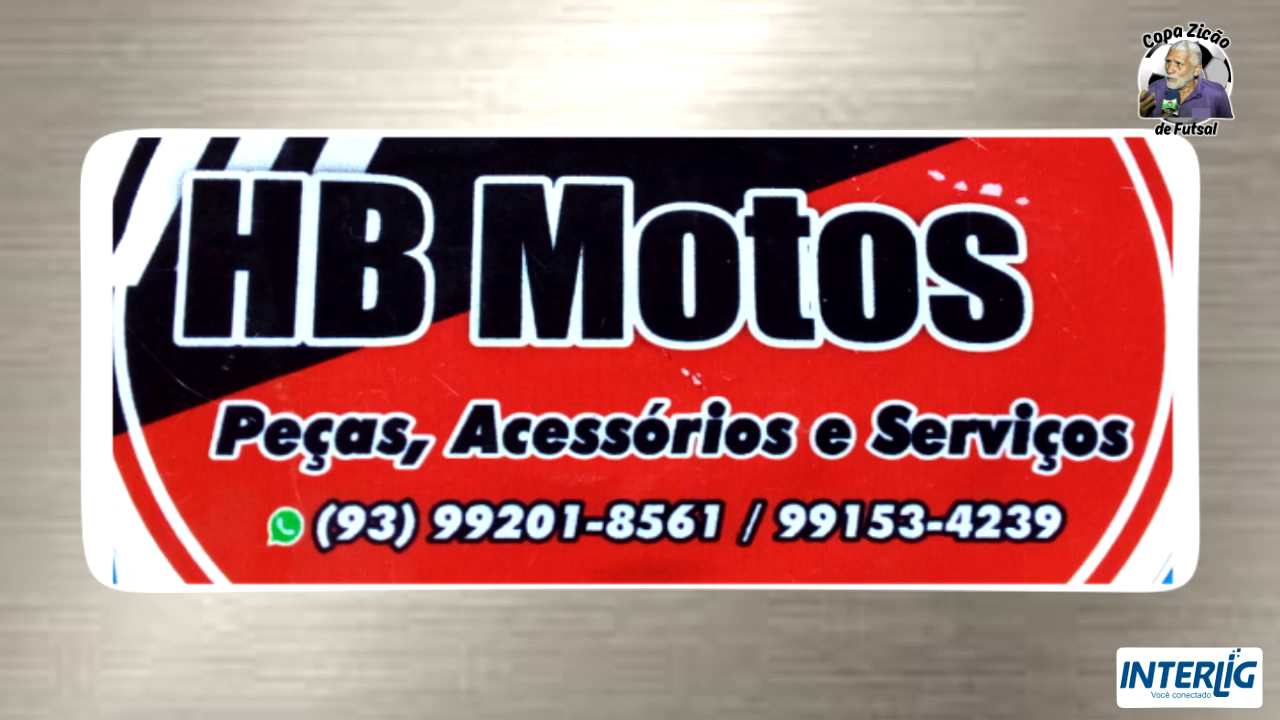 Copa Zicão
de Futsal
HB Motos
Peças, Acessórios e Serviços
(93) 99201-8561 / 99153-4239
INTERLIG
Você conectado